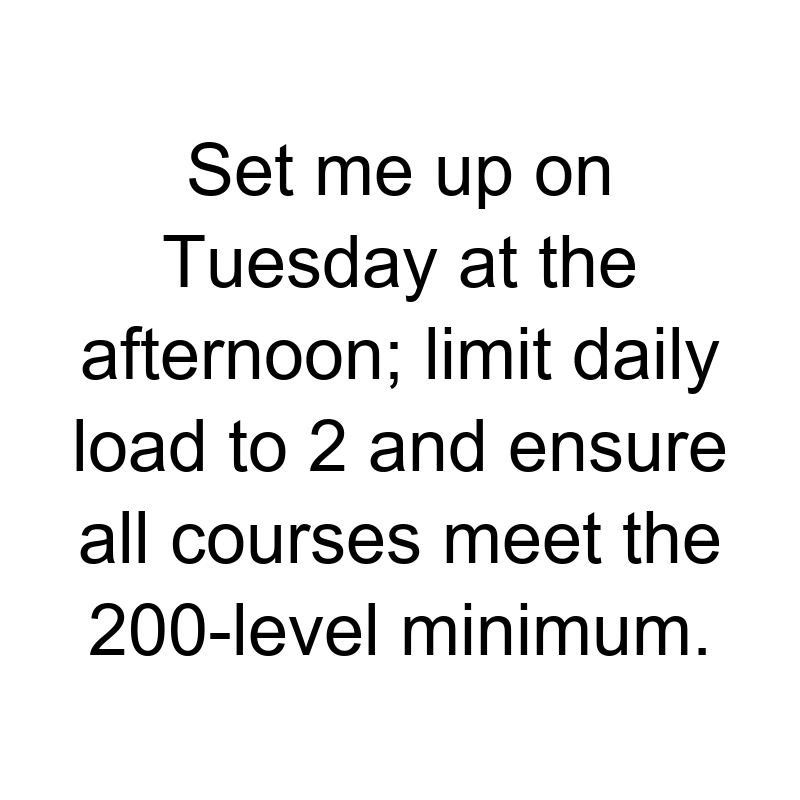 Set me up on
Tuesday at the
afternoon; limit daily
load to 2 and ensure
all courses meet the
200-level minimum.